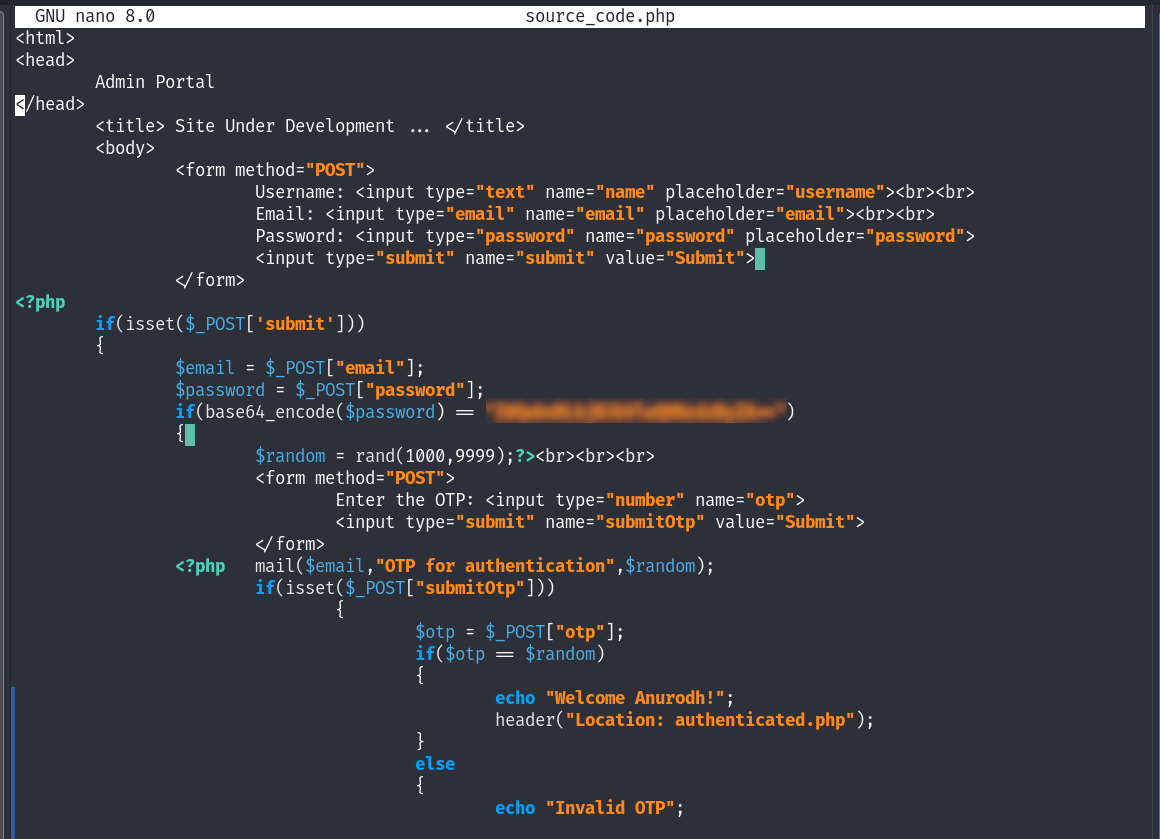 GNU nano 8.0 source_code.php
<html>
<head>
Admin Portal
</head>
<title> Site Under Development ... </title>
<body>
<form method="POST">
Username: <input type="text" name="name" placeholder="username"><br><br>
Email: <input type="email" name="email" placeholder="email"><br><br>
Password: <input type="password" name="password" placeholder="password">
<input type="submit" name="submit" value="Submit">
</form>
<?php
if(isset($_POST['submit']))
{
$email = $_POST["email"];
$password = $_POST["password"];
if(base64_encode($password) == )
{
$random = rand(1000,9999);?><br><br><br>
<form method="POST">
Enter the OTP: <input type="number" name="otp">
<input type="submit" name="submitOtp" value="Submit">
</form>
<?php mail($email,"OTP for authentication",$random);
if(isset($_POST["submitOtp"]))
{
$otp = $_POST["otp"];
if($otp == $random)
{
echo "Welcome Anurodh!";
header("Location: authenticated.php");
}
else
{
echo "Invalid OTP";